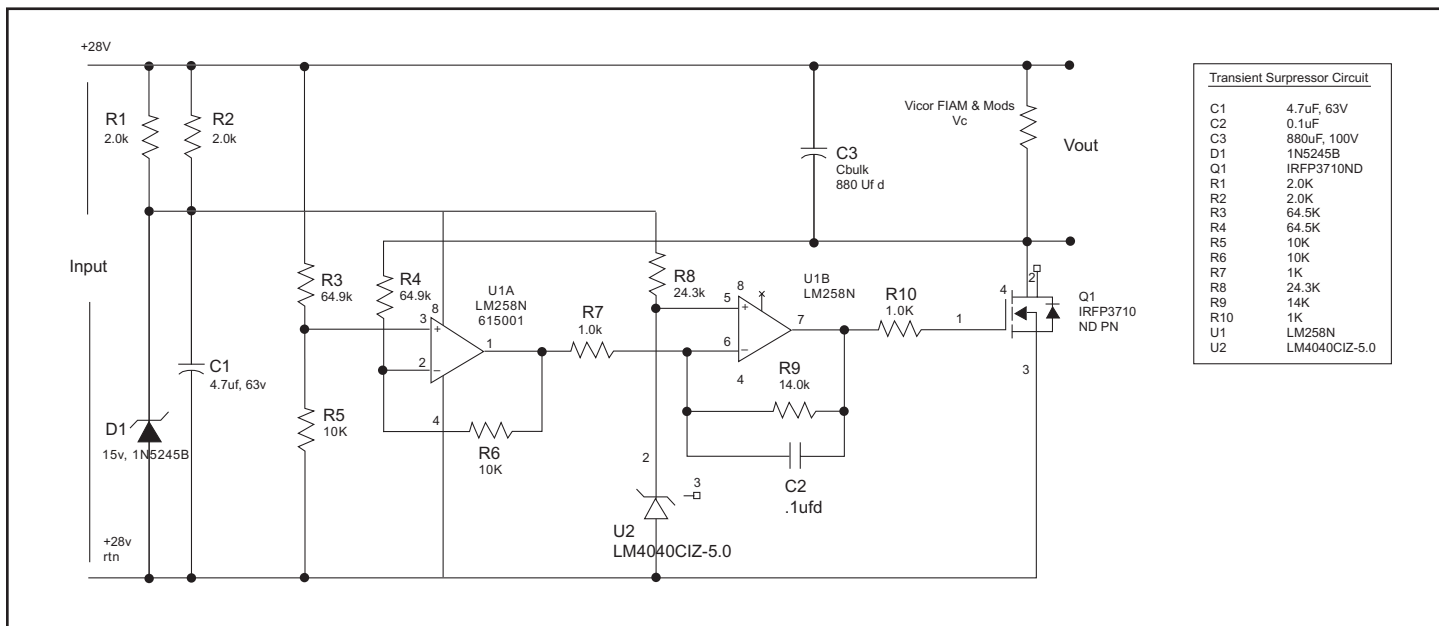 +28V
R1
2.0k
R2
2.0k
Vicor FIAM & Mods
Vc
C3
Cbulk
880 Uf d
Vout
Input
R3
64.9k
R4
64.9k
8
U1A
LM258N
615001
3
+
2
–
1
4
R7
1.0k
R8
24.3k
8
U1B
LM258N
5
+
6
–
7
4
x
R10
1.0K
1
4
2
3
Q1
IRFP3710
ND PN
C1
4.7uf, 63v
R5
10K
R6
10K
R9
14.0k
C2
.1ufd
D1
15v, 1N5245B
2
3
U2
LM4040CIZ-5.0
+28v
rtn
Transient Surpressor Circuit
C1 4.7uF, 63V
C2 0.1uF
C3 880uF, 100V
D1 1N5245B
Q1 IRFP3710ND
R1 2.0K
R2 2.0K
R3 64.5K
R4 64.5K
R5 10K
R6 10K
R7 1K
R8 24.3K
R9 14K
R10 1K
U1 LM258N
U2 LM4040CIZ-5.0